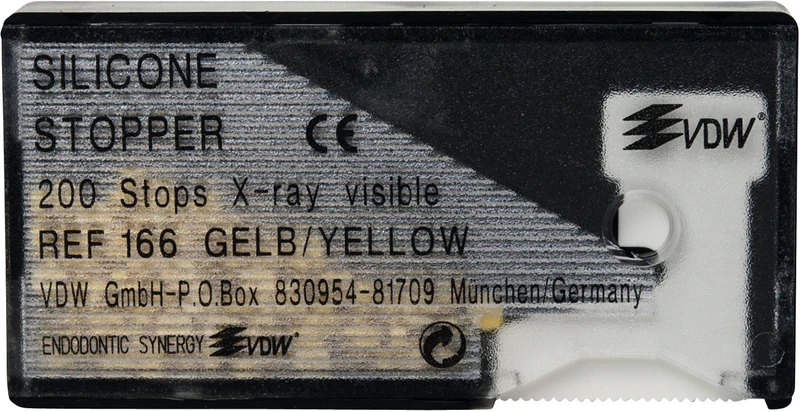 SILICONE
STOPPER CE
VDW®
200 Stops X-ray visible
REF 166 GELB/YELLOW
VDW GmbH-P.O.Box 830954-81709 Munchen/Germany
ENDODONTIC SYNERGY VDW®